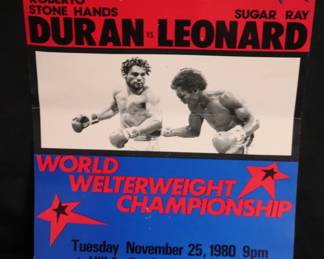 ROBERTO
STONE HANDS SUGAR RAY
DURAN vs. LEONARD
WORLD
WELTERWEIGHT
CHAMPIONSHIP
Tuesday November 25, 1980 9pm